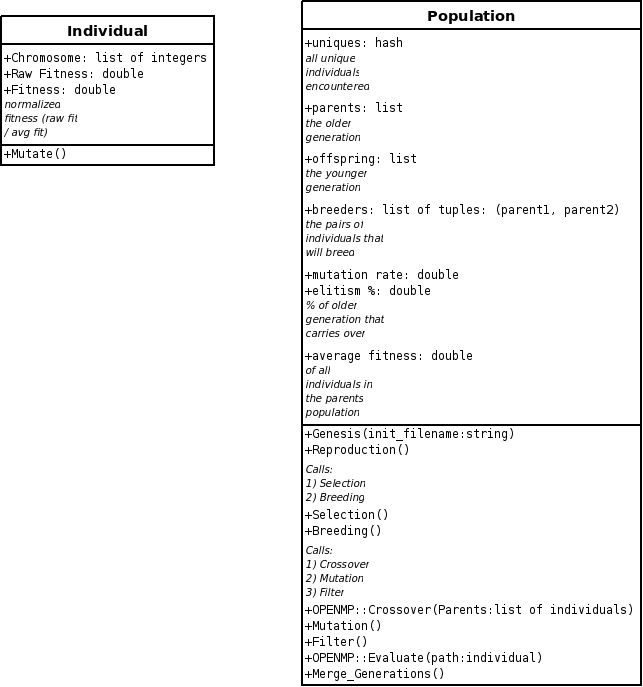 Individual
+Chromosome: list of integers
+Raw Fitness: double
+Fitness: double
normalized
fitness (raw fit
/ avg fit)
+Mutate()
Population
+uniques: hash
all unique
individuals
encountered
+parents: list
the older
generation
+offspring: list
the younger
generation
+breeders: list of tuples: (parent1, parent2)
the pairs of
individuals that
will breed
+mutation rate: double
+elitism %: double
% of older
generation that
carries over
+average fitness: double
of all
individuals in
the parents
population
+Genesis(init_filename:string)
+Reproduction()
Calls:
1) Selection
2) Breeding
+Selection()
+Breeding()
Calls:
1) Crossover
2) Mutation
3) Filter
+OPENMP::Crossover(Parents:list of individuals)
+Mutation()
+Filter()
+OPENMP::Evaluate(path:individual)
+Merge_Generations()